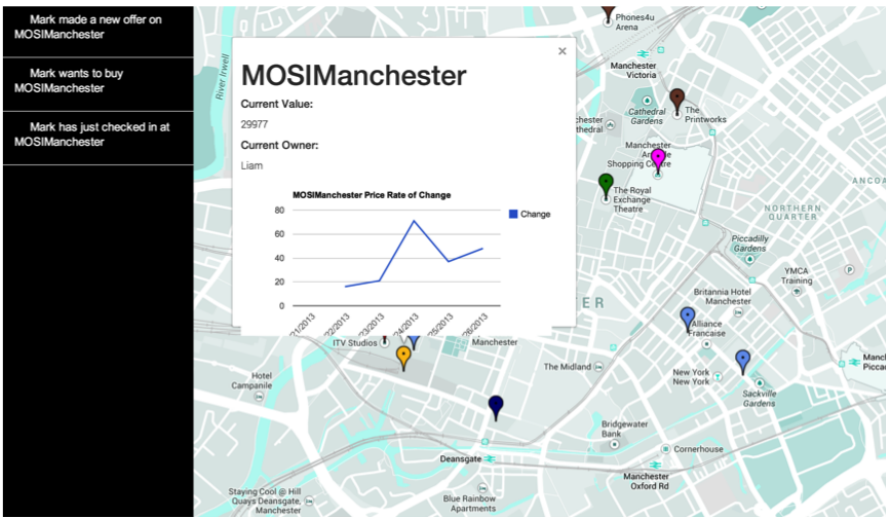 Mark made a new offer on
MOSIManchester
Mark wants to buy
MOSIManchester
Mark has just checked in at
MOSIManchester
×
MOSIManchester
Current Value:
29977
Current Owner:
Liam
MOSIManchester Price Rate of Change
80
60
40
20
0
Change
River Irwell
Phones4u
Arena
Manchester
Victoria
Cathedral
Gardens
The
Printworks
Manchester
Shopping Centre
The Royal
Exchange
Theatre
NORTHERN
QUARTER
Piccadilly
Gardens
YMCA
Training
P
Britannia Hotel
Manchester
Alliance
Francaise
ITV Studios
Manchester
The Midland
New York
New York
Sackville
Gardens
Hotel
Campanile
Bridgewater
Bank
Cornerhouse
Deansgate
Manchester
Oxford Rd
Staying Cool @ Hill
Quays Deansgate,
Manchester
Blue Rainbow
Apartments